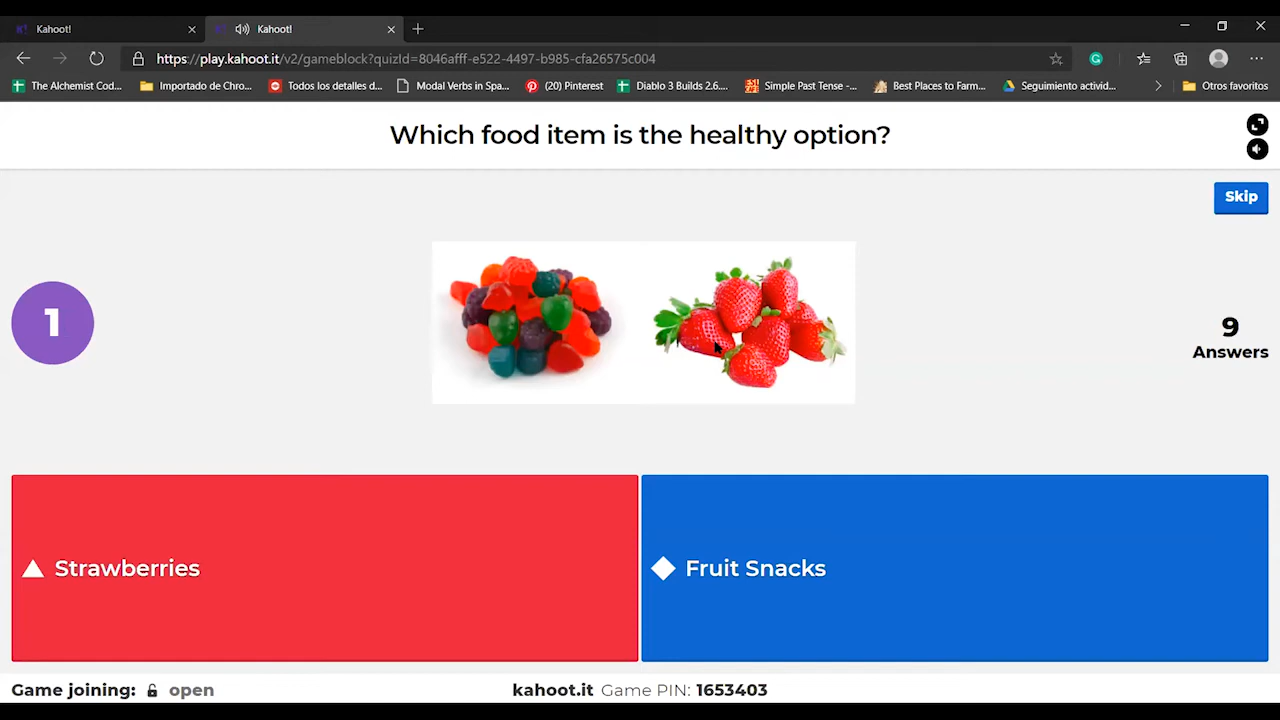 Kahoot!
Kahoot!
https://play.kahoot.it/v2/gameblock?quizId=8046afff-e522-4497-b985-cfa26575c004
The Alchemist Cod...
Importado de Chro...
Todos los detalles d...
Modal Verbs in Spa...
(20) Pinterest
Diablo 3 Builds 2.6....
Simple Past Tense -...
Best Places to Farm...
Seguimiento activid...
Otros favoritos
Which food item is the healthy option?
Skip
1
9
Answers
Strawberries
Fruit Snacks
Game joining: open
kahoot.it Game PIN: 1653403